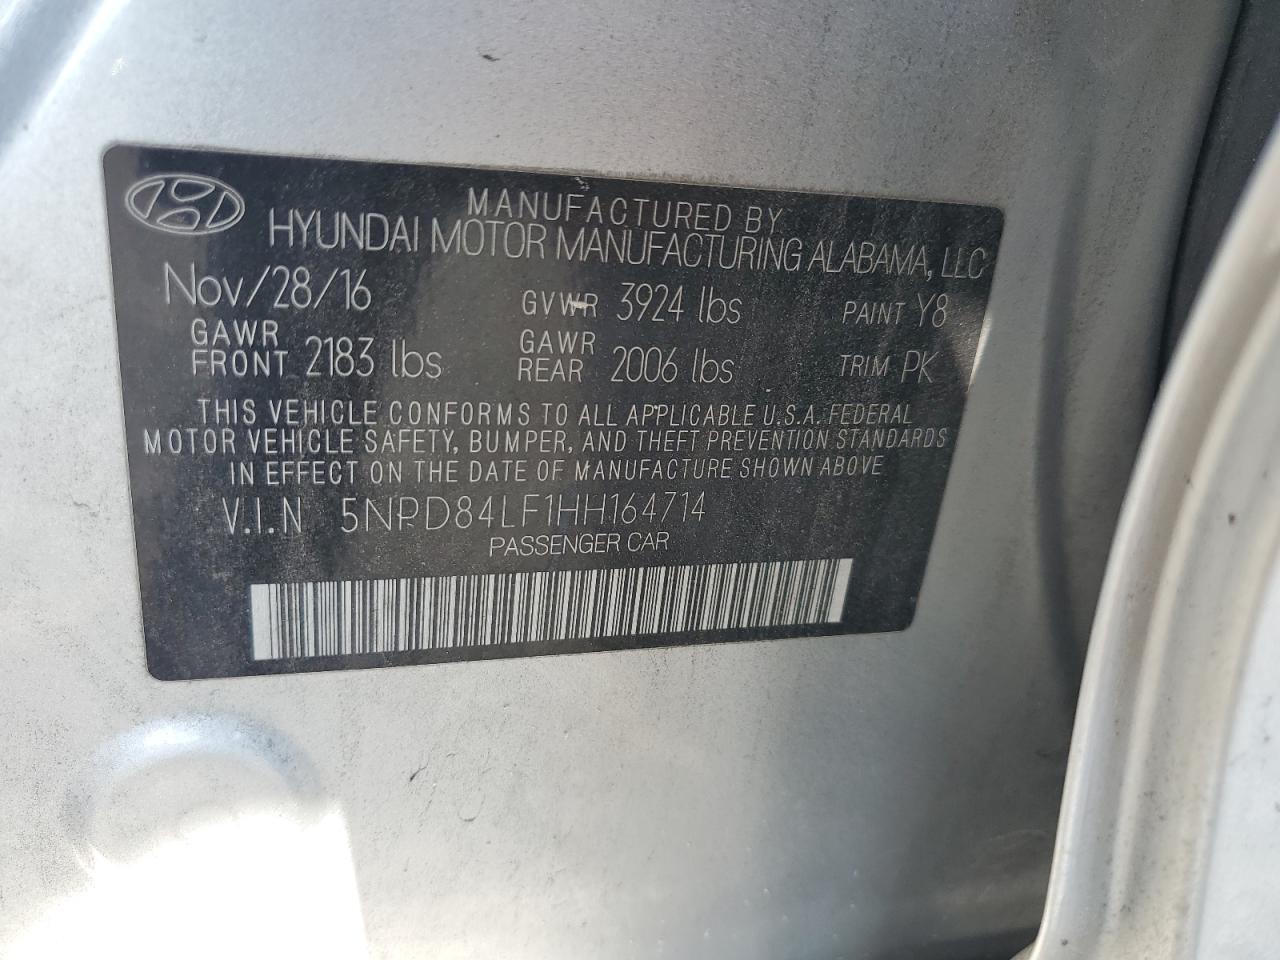 MANUFACTURED BY
HYUNDAI MOTOR MANUFACTURING ALABAMA, LLC
Nov/28/16 GVWR 3924 lbs PAINT Y8
GAWR FRONT 2183 lbs GAWR REAR 2006 lbs TRIM PK
THIS VEHICLE CONFORMS TO ALL APPLICABLE U.S.A. FEDERAL
MOTOR VEHICLE SAFETY, BUMPER, AND THEFT PREVENTION STANDARDS
IN EFFECT ON THE DATE OF MANUFACTURE SHOWN ABOVE
V.I.N 5NPD84LF1HH164714
PASSENGER CAR